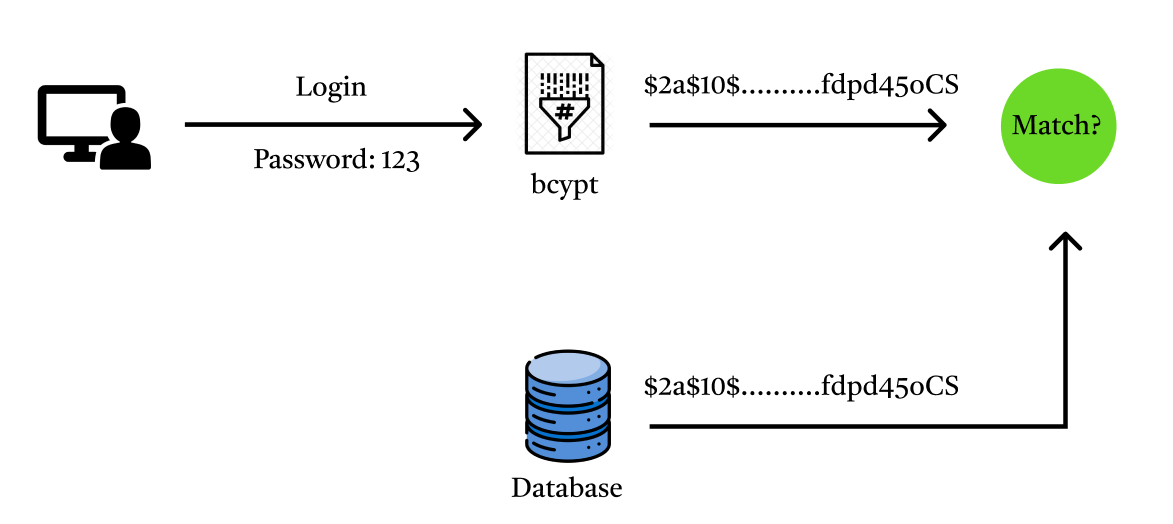 Login
Password: 123
#
bcypt
$2a$10$..........fdpd45oCS
Match?
$2a$10$..........fdpd45oCS
Database